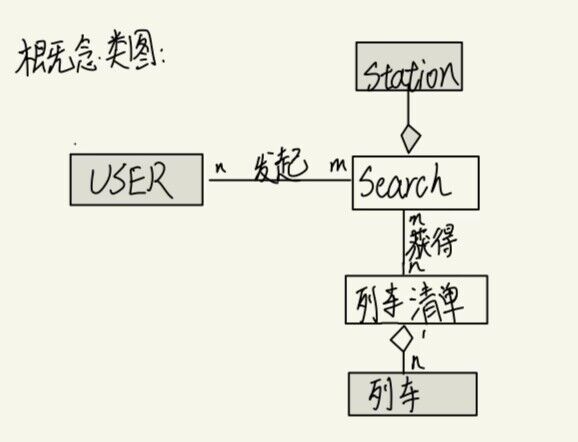 概念类图:
Station
USER
n 发起 m
Search
n
获得
n
列车清单
1
n
列车